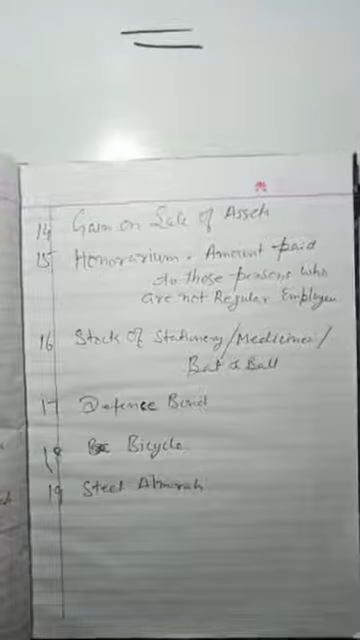 14 Gain on Sale of Assets
15 Honorarium. Amount paid
to those persons who
are not Regular Employee
16 Stock of Stationery/Medicines/
Bat & Ball
17 Defence Bond
18 Bicycle
19 Steel Almirah